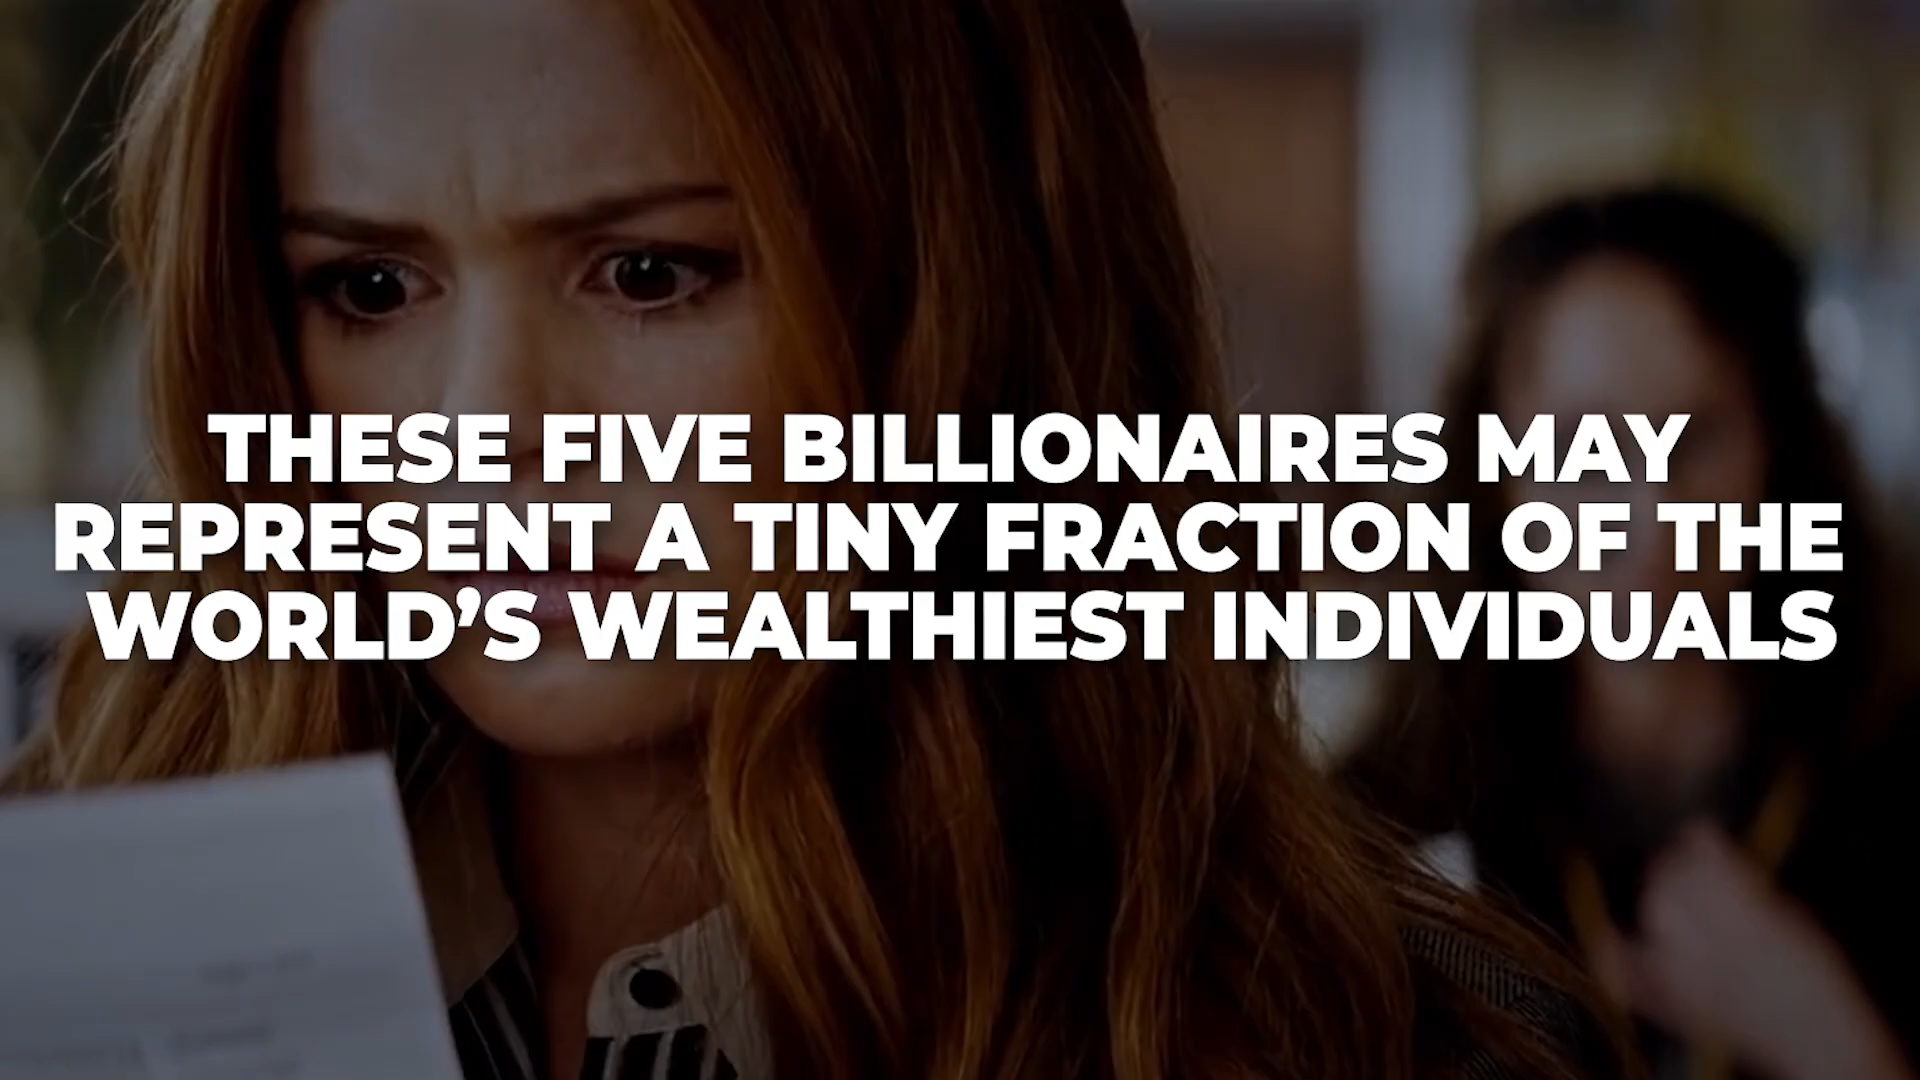 THESE FIVE BILLIONAIRES MAY
REPRESENT A TINY FRACTION OF THE
WORLD’S WEALTHIEST INDIVIDUALS